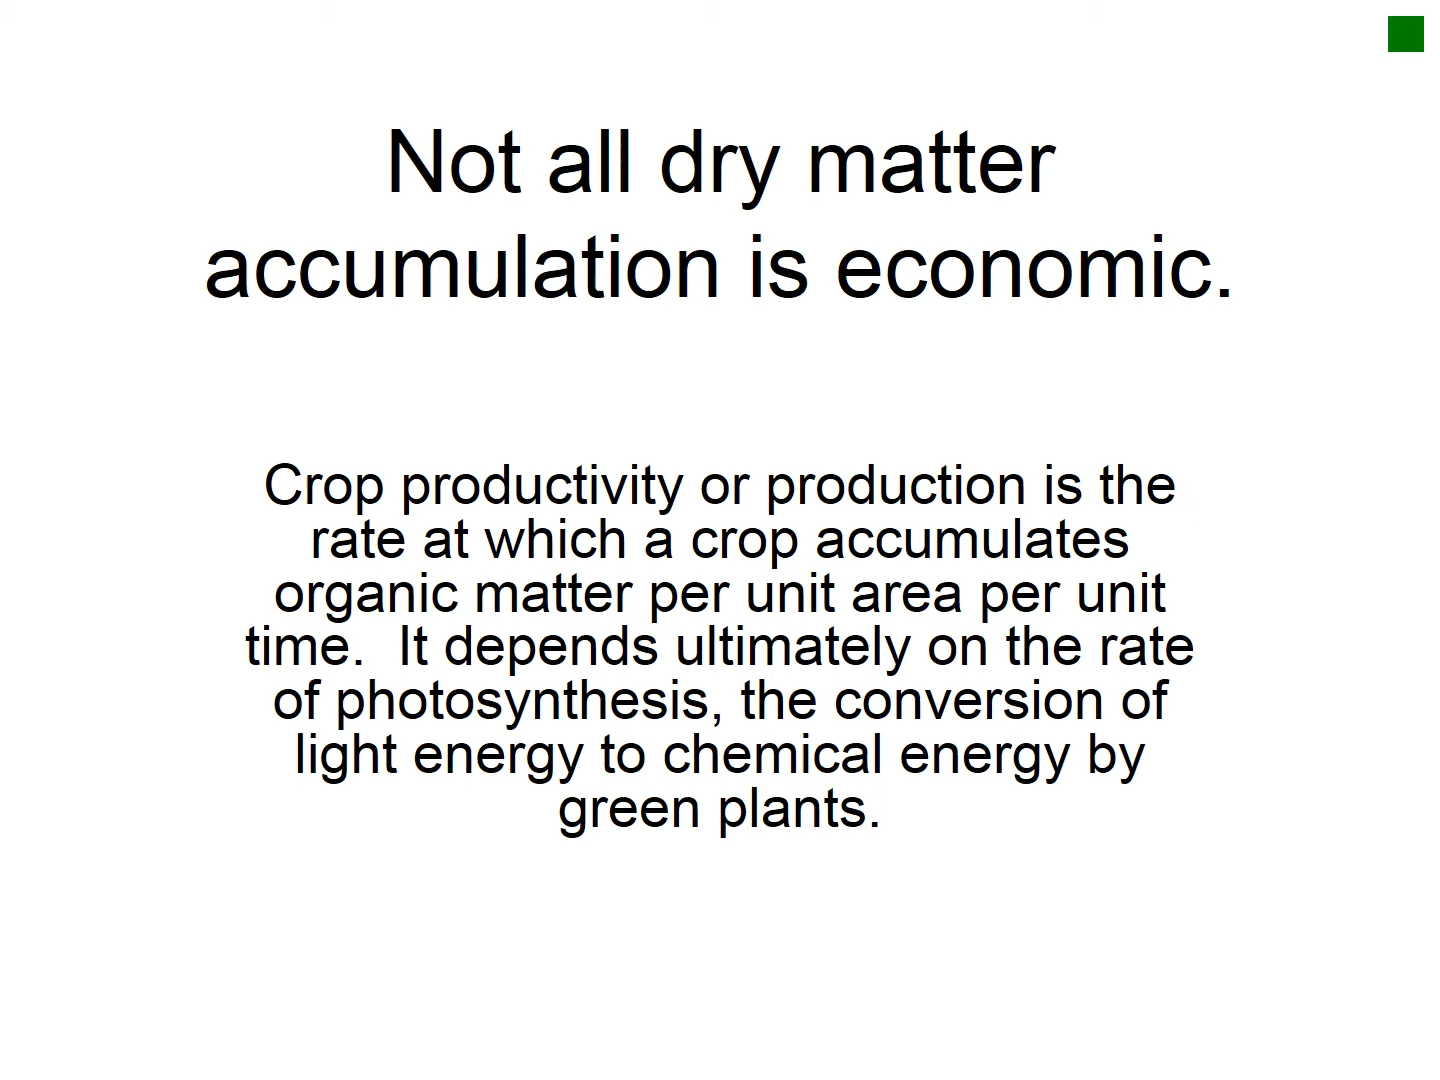 Not all dry matter
accumulation is economic.
Crop productivity or production is the
rate at which a crop accumulates
organic matter per unit area per unit
time.  It depends ultimately on the rate
of photosynthesis, the conversion of
light energy to chemical energy by
green plants.